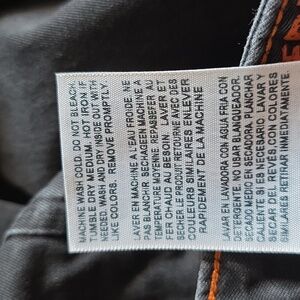 MACHINE WASH COLD. DO NOT BLEACH.
TUMBLE DRY MEDIUM. HOT IRON IF
NEEDED. WASH AND DRY INSIDE OUT WITH
LIKE COLORS. REMOVE PROMPTLY.
LAVER EN MACHINE A L'EAU FROIDE. NE
PAS BLANCHIR. SECHAGE EN MACHINE A
TEMPERATURE MOYENNE. REPASSER AU
FER CHAUD AU BESOIN. LAVER ET
SECHER LE PRODUIT RETOURNE AVEC DES
COULEURS SIMILAIRES ENLEVER
RAPIDEMENT DE LA MACHINE
LAVAR EN LAVADORA CON AGUA FRIA CON
DETERGENTE. NO USAR BLANQUEADOR.
SECADO MEDIO EN SECADORA. PLANCHAR
CALIENTE SI ES NECESARIO. LAVAR Y
SECAR DEL REVÉS CON COLORES
SIMILARES. RETIRAR INMEDIATAMENTE.